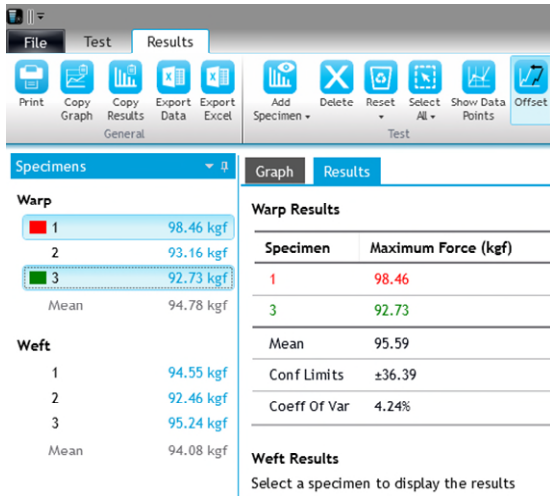 File Test Results
Print Copy Graph Copy Results Export Data Export Excel Add Specimen Delete Reset Select All Show Data Points Offset
General Test
Specimens
Warp
1 98.46 kgf
2 93.16 kgf
3 92.73 kgf
Mean 94.78 kgf
Weft
1 94.55 kgf
2 92.46 kgf
3 95.24 kgf
Mean 94.08 kgf
Graph Results
Warp Results
Specimen Maximum Force (kgf)
1 98.46
3 92.73
Mean 95.59
Conf Limits ±36.39
Coeff Of Var 4.24%
Weft Results
Select a specimen to display the results